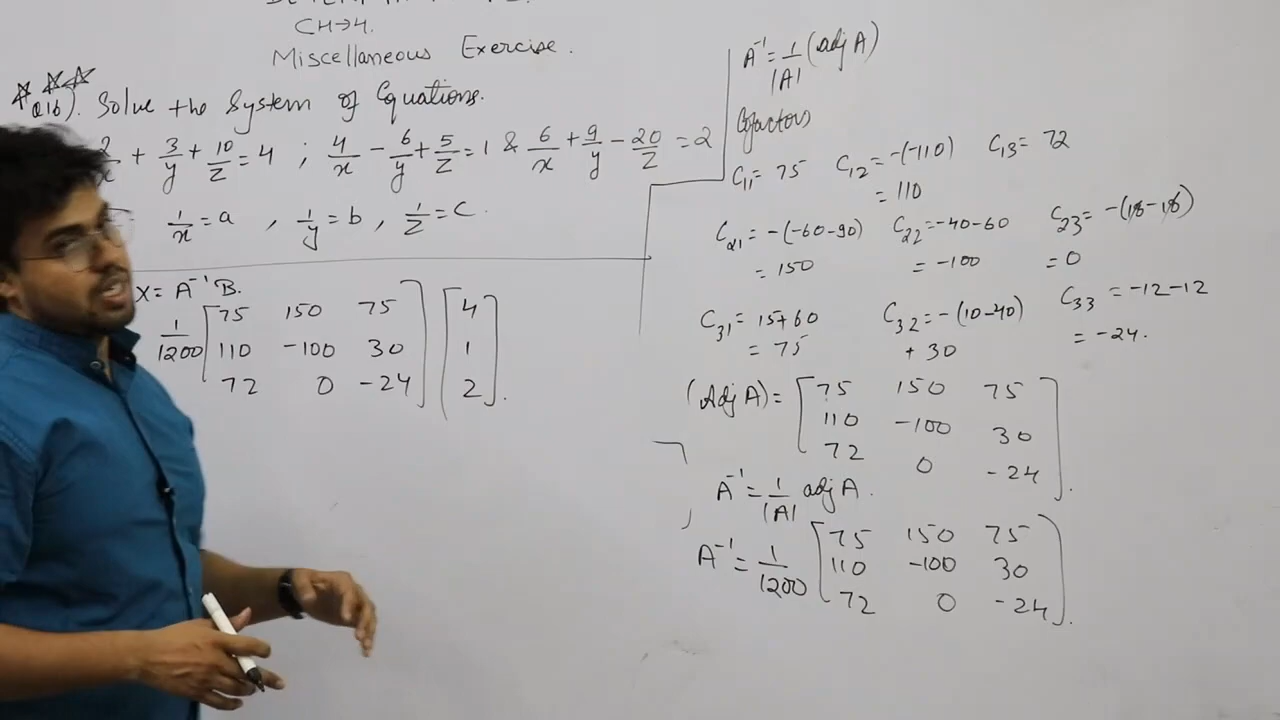 CH→4.
Miscellaneous Exercise.
Q16). Solve the System of Equations.
2/x + 3/y + 10/z = 4 ; 4/x - 6/y + 5/z = 1 & 6/x + 9/y - 20/z = 2
1/x = a , 1/y = b , 1/z = c.
X = A⁻¹ B.
1/1200 [75 150 75] [4]
[110 -100 30] [1]
[72 0 -24] [2].
A⁻¹ = 1/|A| (adj A)
Cofactors
C11 = 75 C12 = -(-110) C13 = 72
= 110
C21 = -(-60-90) C22 = -40-60 C23 = -(18-18)
= 150 = -100 = 0
C31 = 15+60 C32 = -(10-40) C33 = -12-12
= 75 + 30 = -24.
(Adj A) = [75 150 75]
[110 -100 30]
[72 0 -24].
A⁻¹ = 1/|A| adj A.
A⁻¹ = 1/1200 [75 150 75]
[110 -100 30]
[72 0 -24].